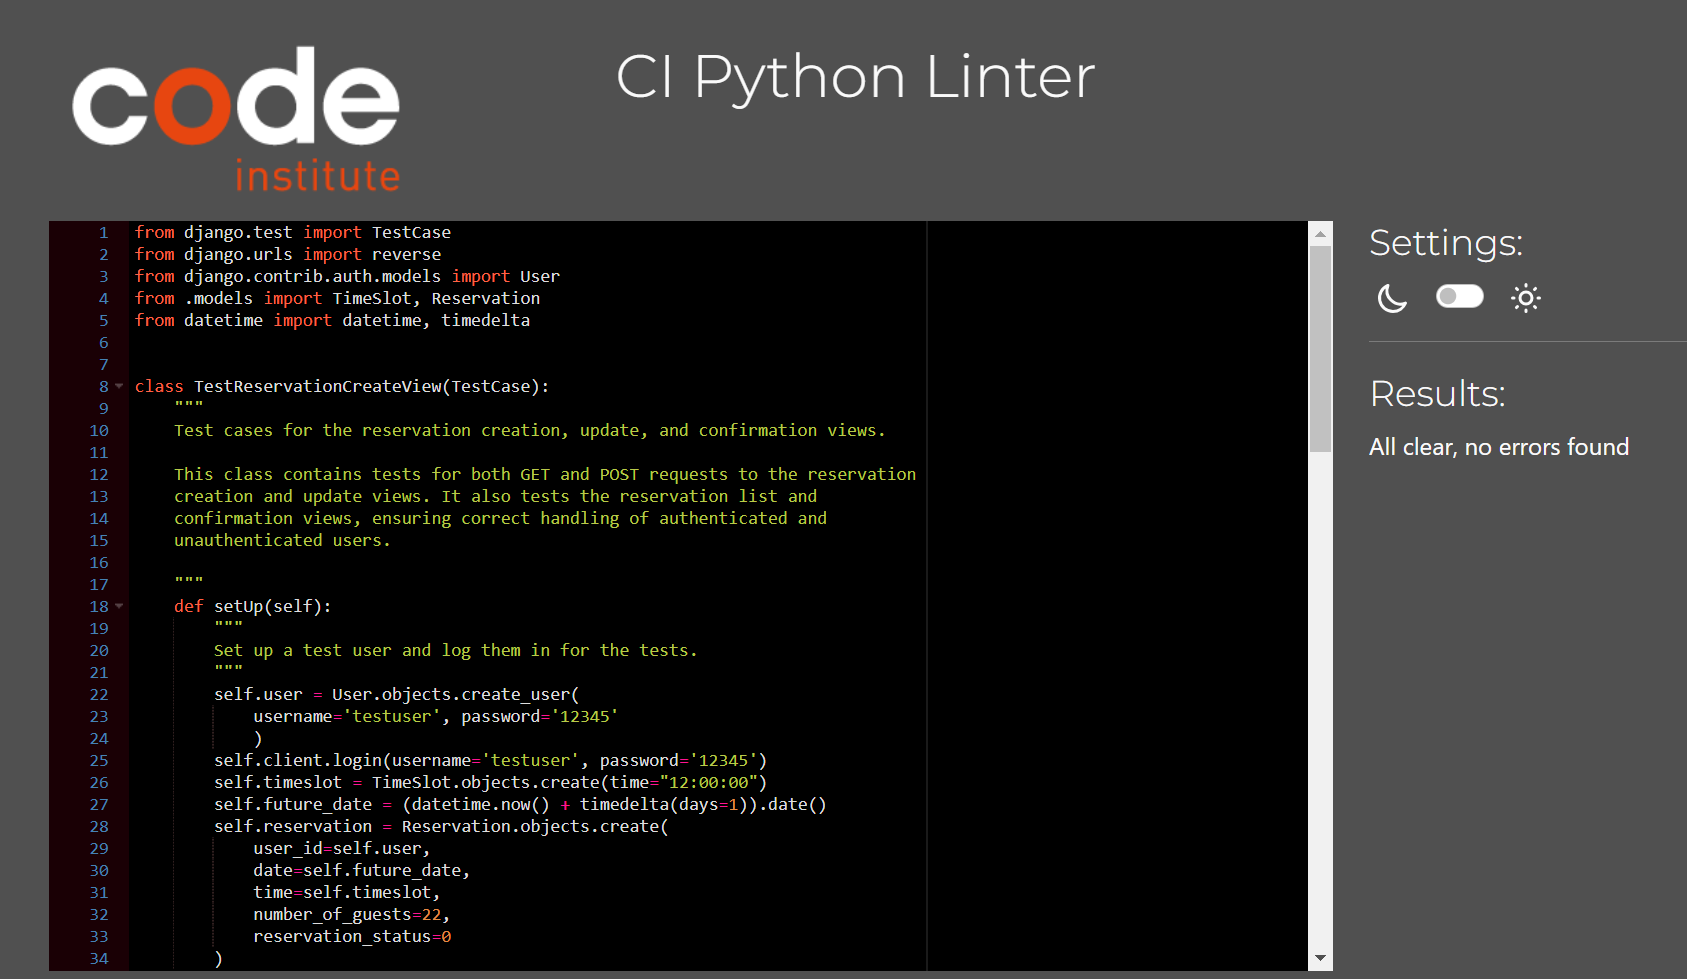 code
institute
CI Python Linter
1 from django.test import TestCase
2 from django.urls import reverse
3 from django.contrib.auth.models import User
4 from .models import TimeSlot, Reservation
5 from datetime import datetime, timedelta
6
7
8 class TestReservationCreateView(TestCase):
9     """
10     Test cases for the reservation creation, update, and confirmation views.
11
12     This class contains tests for both GET and POST requests to the reservation
13     creation and update views. It also tests the reservation list and
14     confirmation views, ensuring correct handling of authenticated and
15     unauthenticated users.
16
17     """
18     def setUp(self):
19         """
20         Set up a test user and log them in for the tests.
21         """
22         self.user = User.objects.create_user(
23             username='testuser', password='12345'
24             )
25         self.client.login(username='testuser', password='12345')
26         self.timeslot = TimeSlot.objects.create(time="12:00:00")
27         self.future_date = (datetime.now() + timedelta(days=1)).date()
28         self.reservation = Reservation.objects.create(
29             user_id=self.user,
30             date=self.future_date,
31             time=self.timeslot,
32             number_of_guests=22,
33             reservation_status=0
34         )
Settings:
Results:
All clear, no errors found